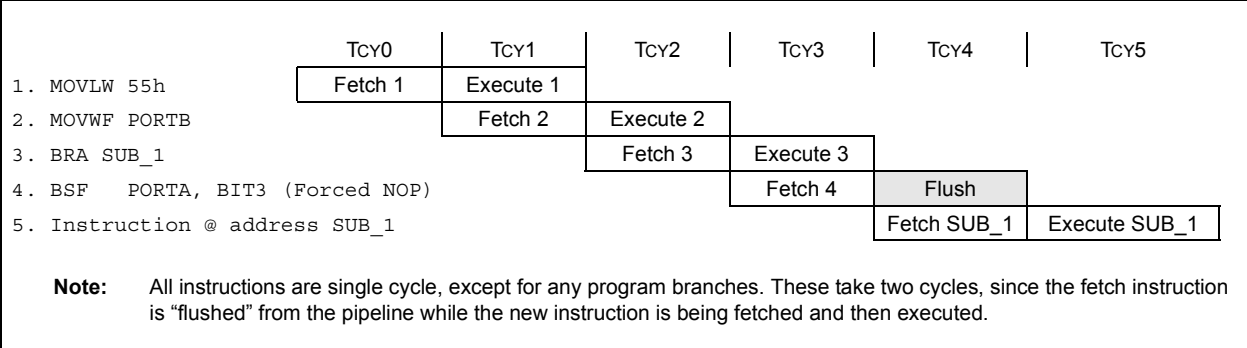 TCY0 TCY1 TCY2 TCY3 TCY4 TCY5
1. MOVLW 55h Fetch 1 Execute 1
2. MOVWF PORTB Fetch 2 Execute 2
3. BRA SUB_1 Fetch 3 Execute 3
4. BSF PORTA, BIT3 (Forced NOP) Fetch 4 Flush
5. Instruction @ address SUB_1 Fetch SUB_1 Execute SUB_1
Note: All instructions are single cycle, except for any program branches. These take two cycles, since the fetch instruction
is “flushed” from the pipeline while the new instruction is being fetched and then executed.